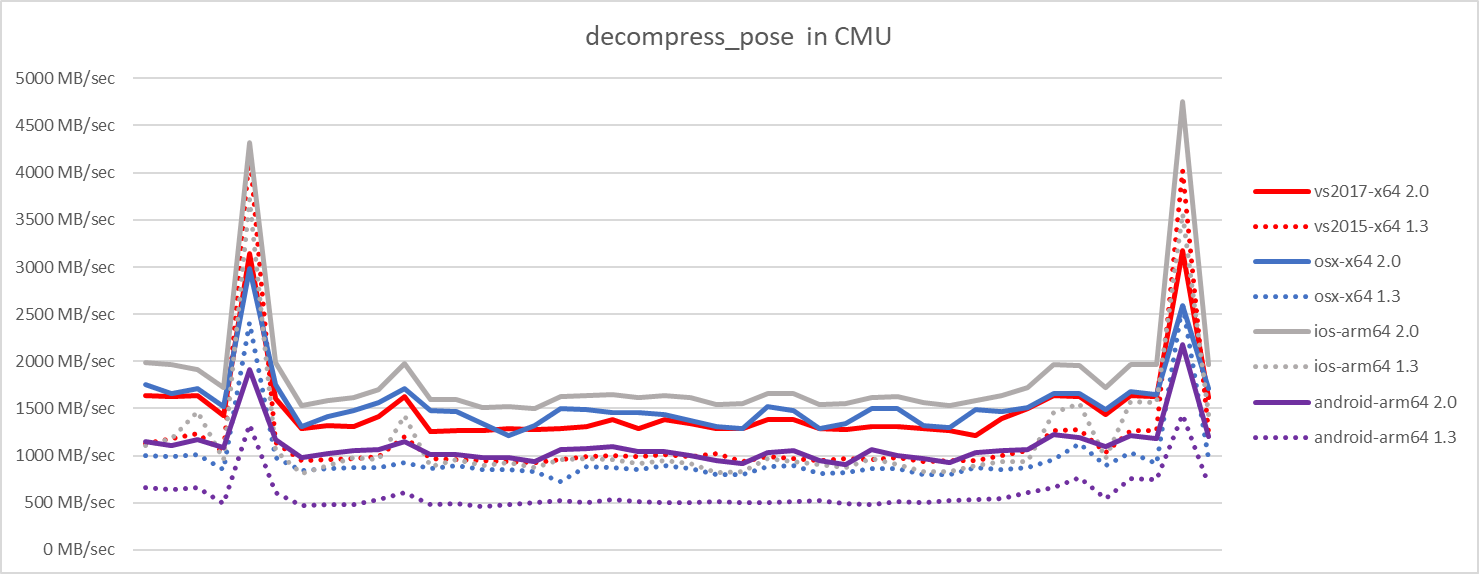 decompress_pose in CMU
5000 MB/sec
4500 MB/sec
4000 MB/sec
3500 MB/sec
3000 MB/sec
2500 MB/sec
2000 MB/sec
1500 MB/sec
1000 MB/sec
500 MB/sec
0 MB/sec
vs2017-x64 2.0
vs2015-x64 1.3
osx-x64 2.0
osx-x64 1.3
ios-arm64 2.0
ios-arm64 1.3
android-arm64 2.0
android-arm64 1.3